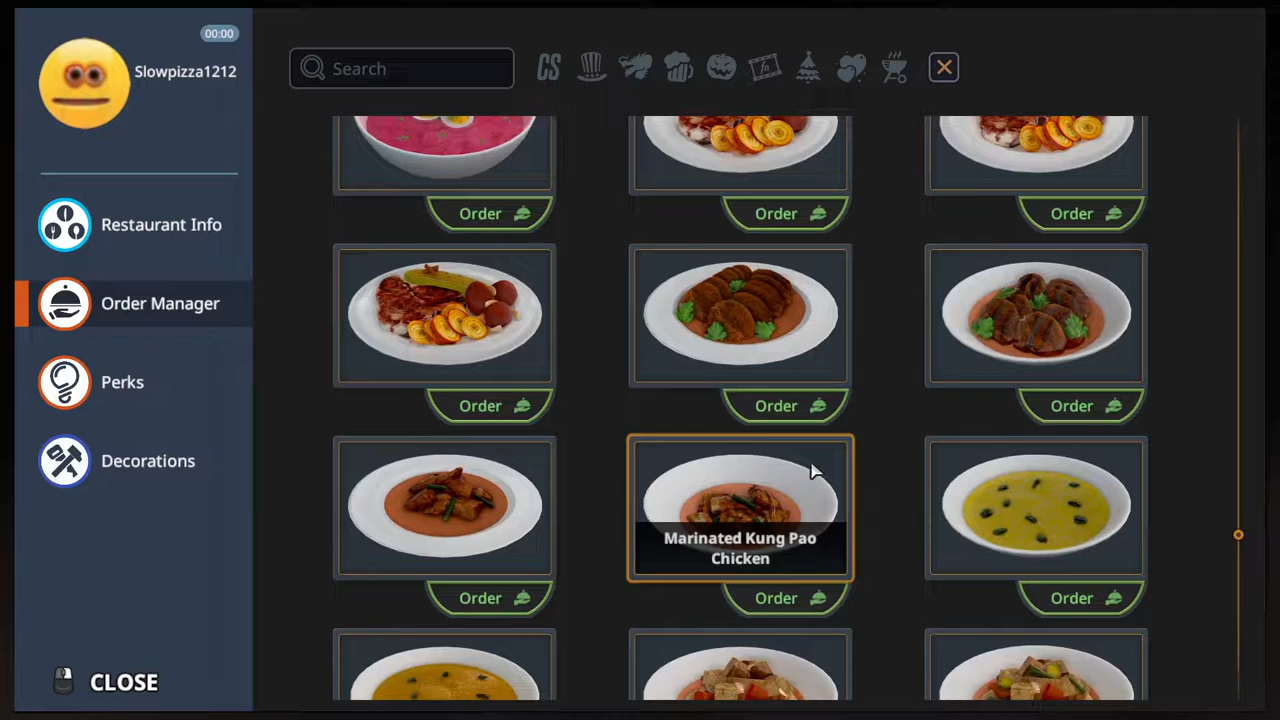 00:00
Slowpizza1212
Restaurant Info
Order Manager
Perks
Decorations
CLOSE
Search
CS
Order
Order
Order
Order
Order
Order
Marinated Kung Pao
Chicken
Order
Order
Order